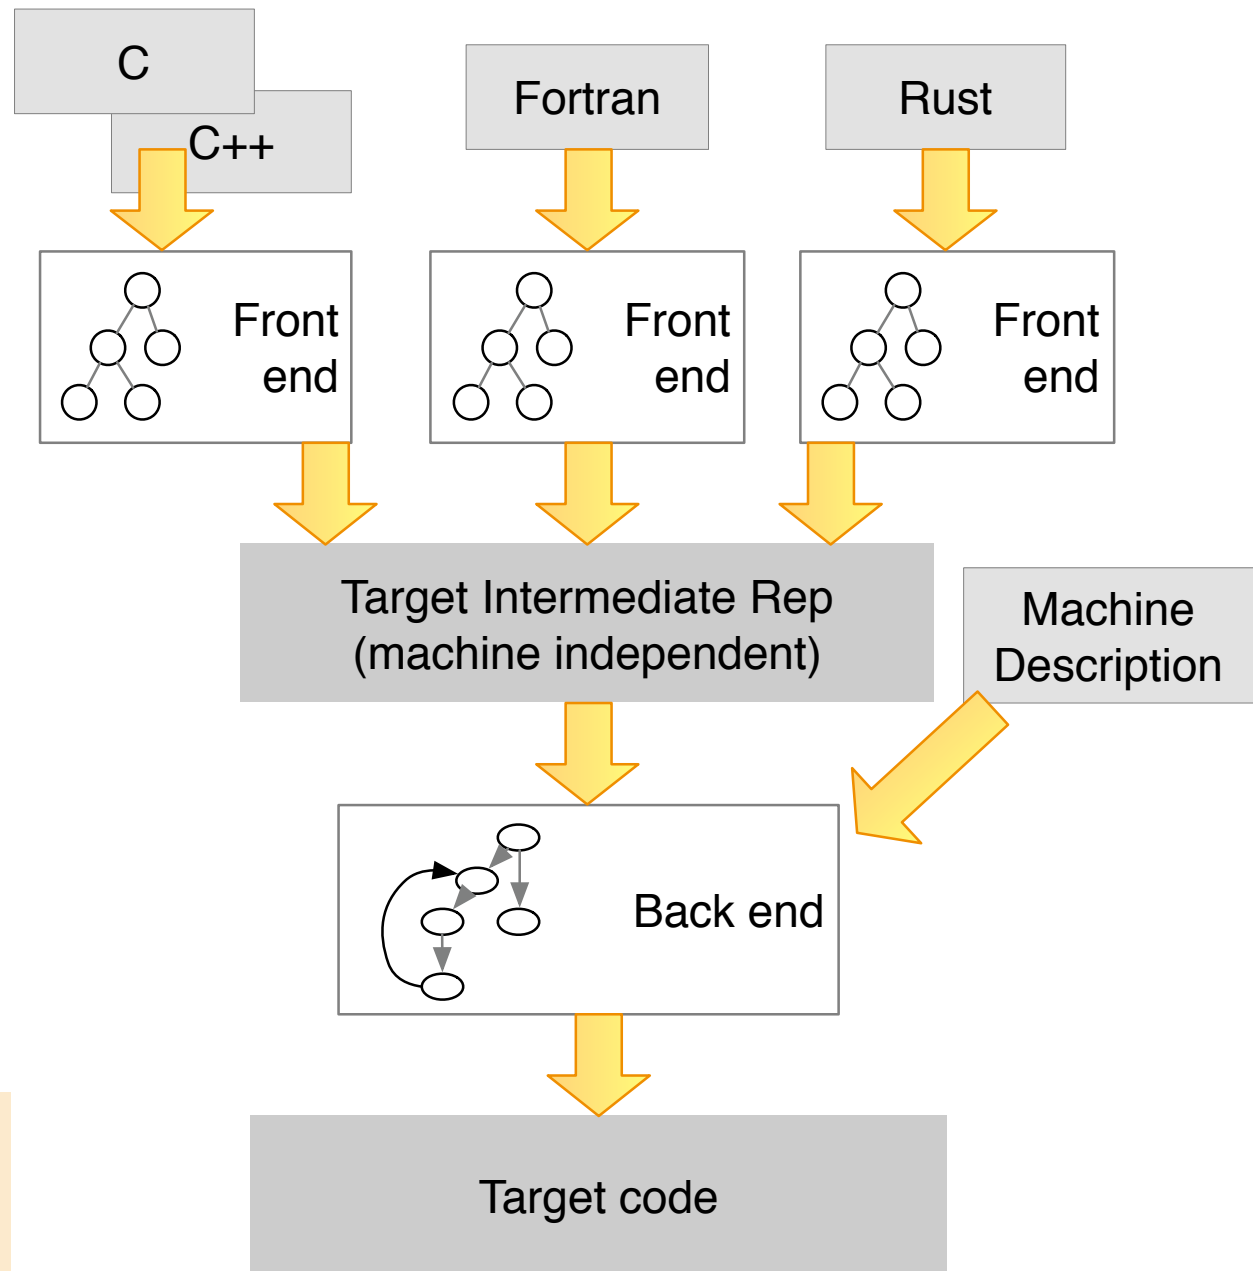 C
C++
Fortran
Rust
Front
end
Front
end
Front
end
Target Intermediate Rep
(machine independent)
Machine
Description
Back end
Target code